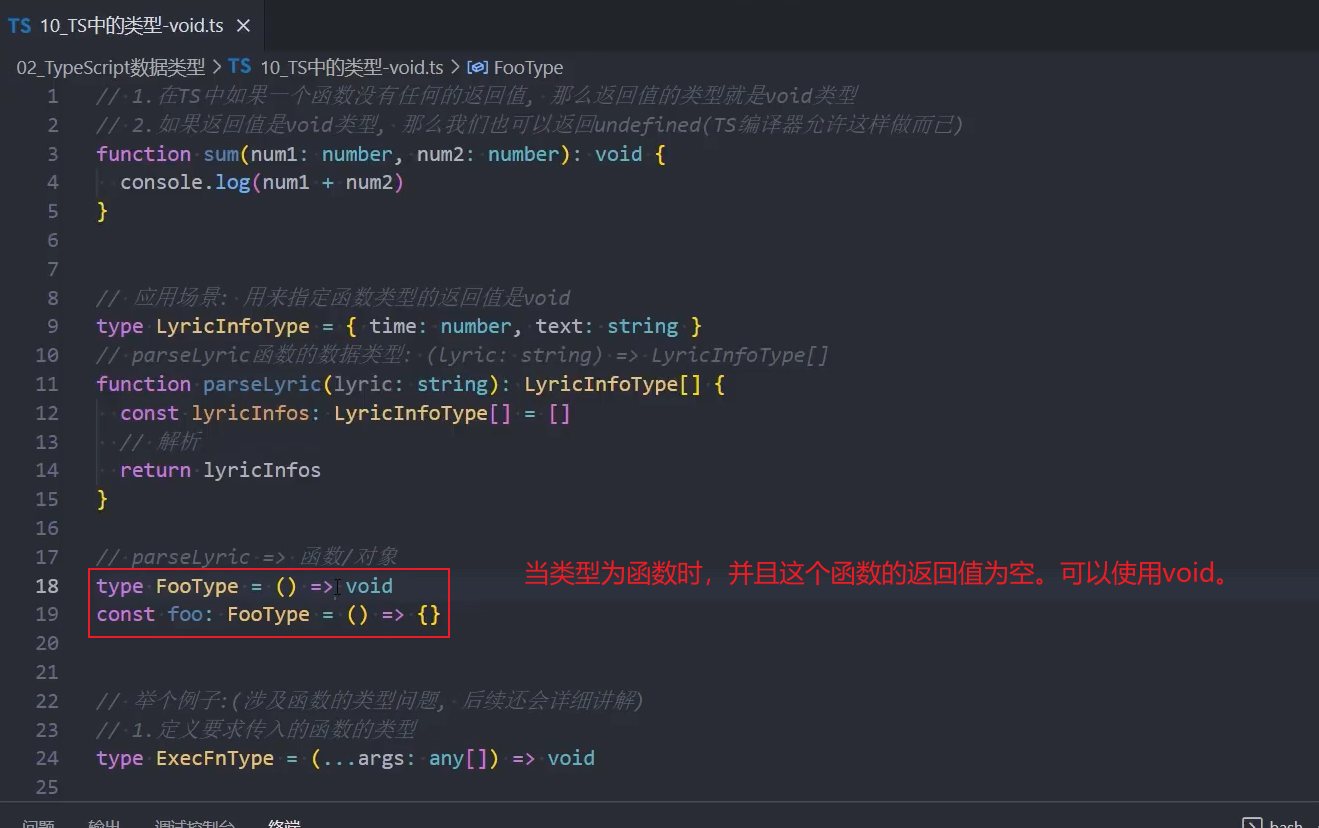 TS 10_TS中的类型-void.ts ×
02_TypeScript数据类型 > TS 10_TS中的类型-void.ts > FooType
1 // 1.在TS中如果一个函数没有任何的返回值, 那么返回值的类型就是void类型
2 // 2.如果返回值是void类型, 那么我们也可以返回undefined(TS编译器允许这样做而已)
3 function sum(num1: number, num2: number): void {
4 console.log(num1 + num2)
5 }
6
7
8 // 应用场景: 用来指定函数类型的返回值是void
9 type LyricInfoType = { time: number, text: string }
10 // parseLyric函数的数据类型: (lyric: string) => LyricInfoType[]
11 function parseLyric(lyric: string): LyricInfoType[] {
12 const lyricInfos: LyricInfoType[] = []
13 // 解析
14 return lyricInfos
15 }
16
17 // parseLyric => 函数/对象
18 type FooType = () => void
当类型为函数时，并且这个函数的返回值为空。可以使用void。
19 const foo: FooType = () => {}
20
21
22 // 举个例子:(涉及函数的类型问题, 后续还会详细讲解)
23 // 1.定义要求传入的函数的类型
24 type ExecFnType = (...args: any[]) => void
25
问题 输出 调试控制台 终端 bash